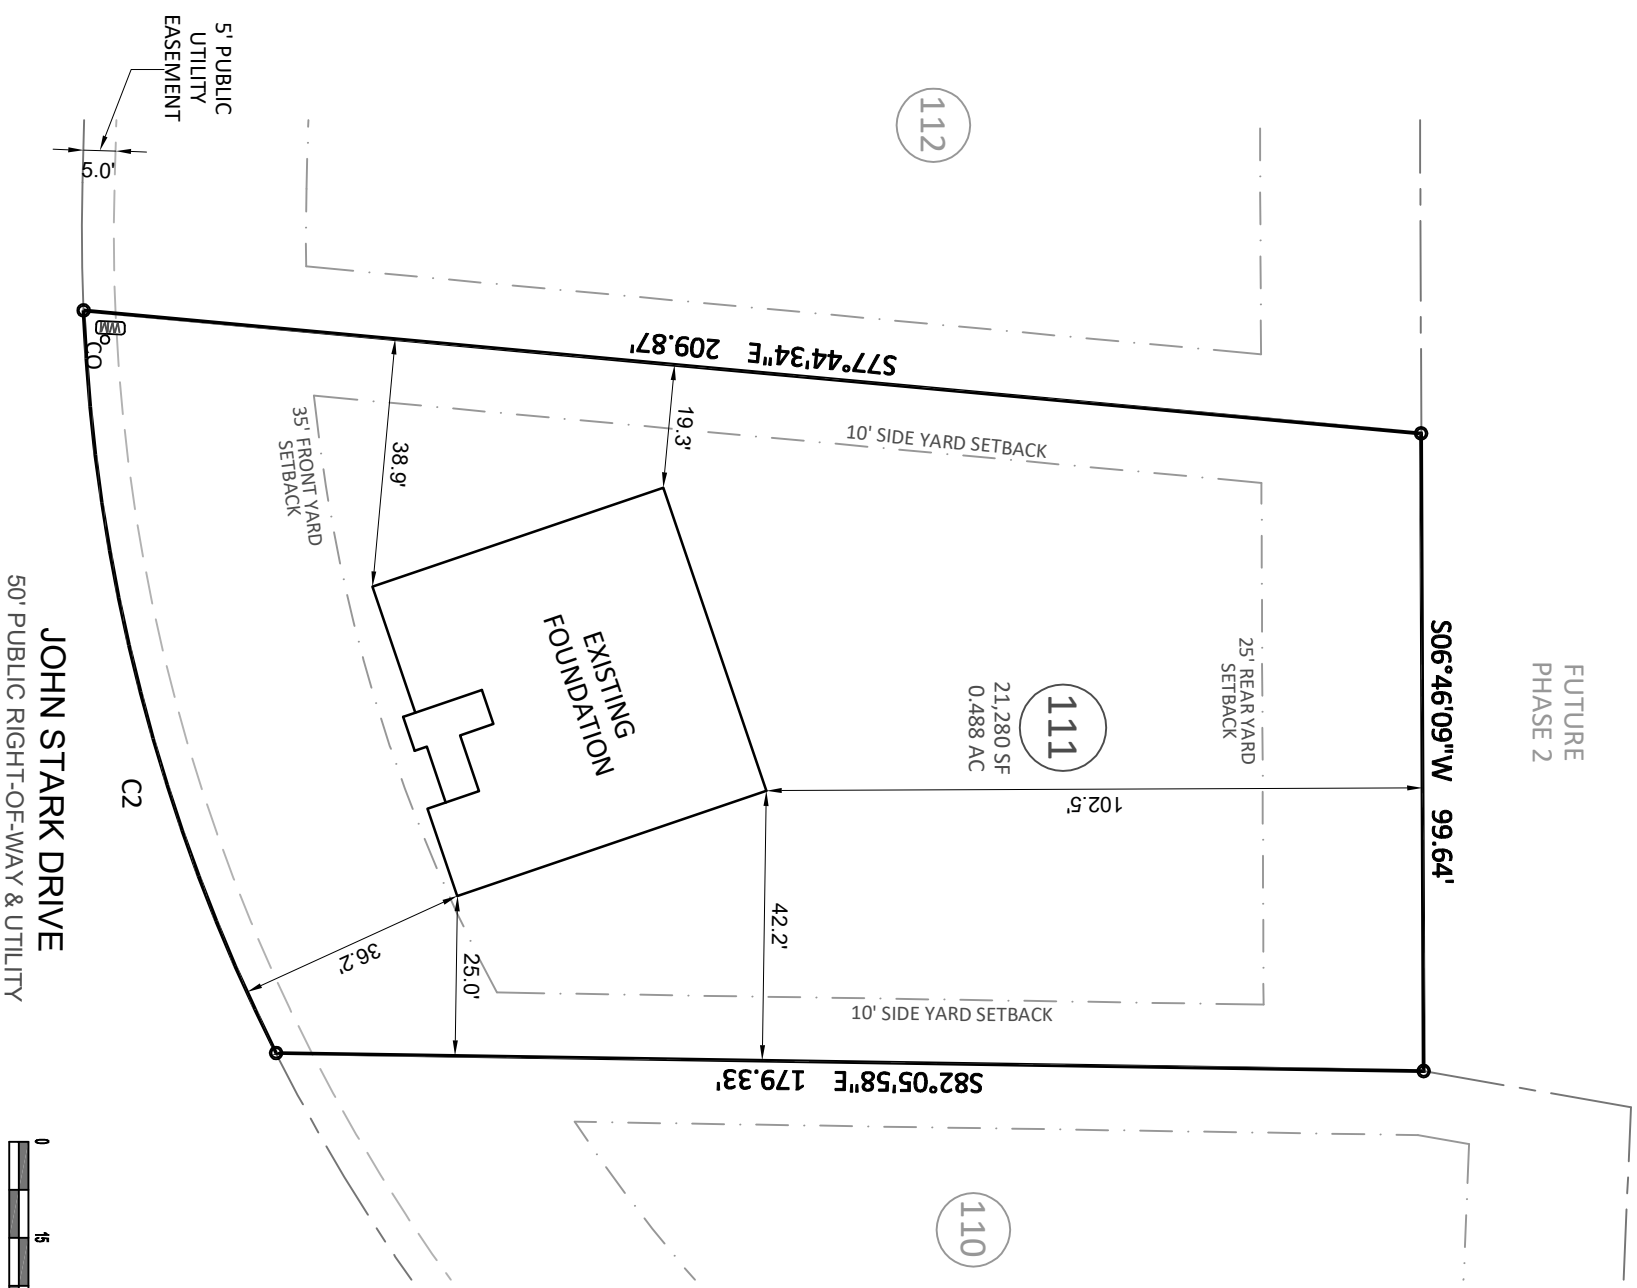 FUTURE
PHASE 2
S06°46'09"W 99.64'
112
111
21,280 SF
0.488 AC
110
25' REAR YARD
SETBACK
102.5'
S77°44'34"E 209.87'
10' SIDE YARD SETBACK
19.3'
38.9'
EXISTING
FOUNDATION
42.2'
25.0'
36.2'
10' SIDE YARD SETBACK
S82°05'58"E 179.33'
35' FRONT YARD
SETBACK
5' PUBLIC
UTILITY
EASEMENT
5.0'
WM
CO
C2
JOHN STARK DRIVE
50' PUBLIC RIGHT-OF-WAY & UTILITY
0
15